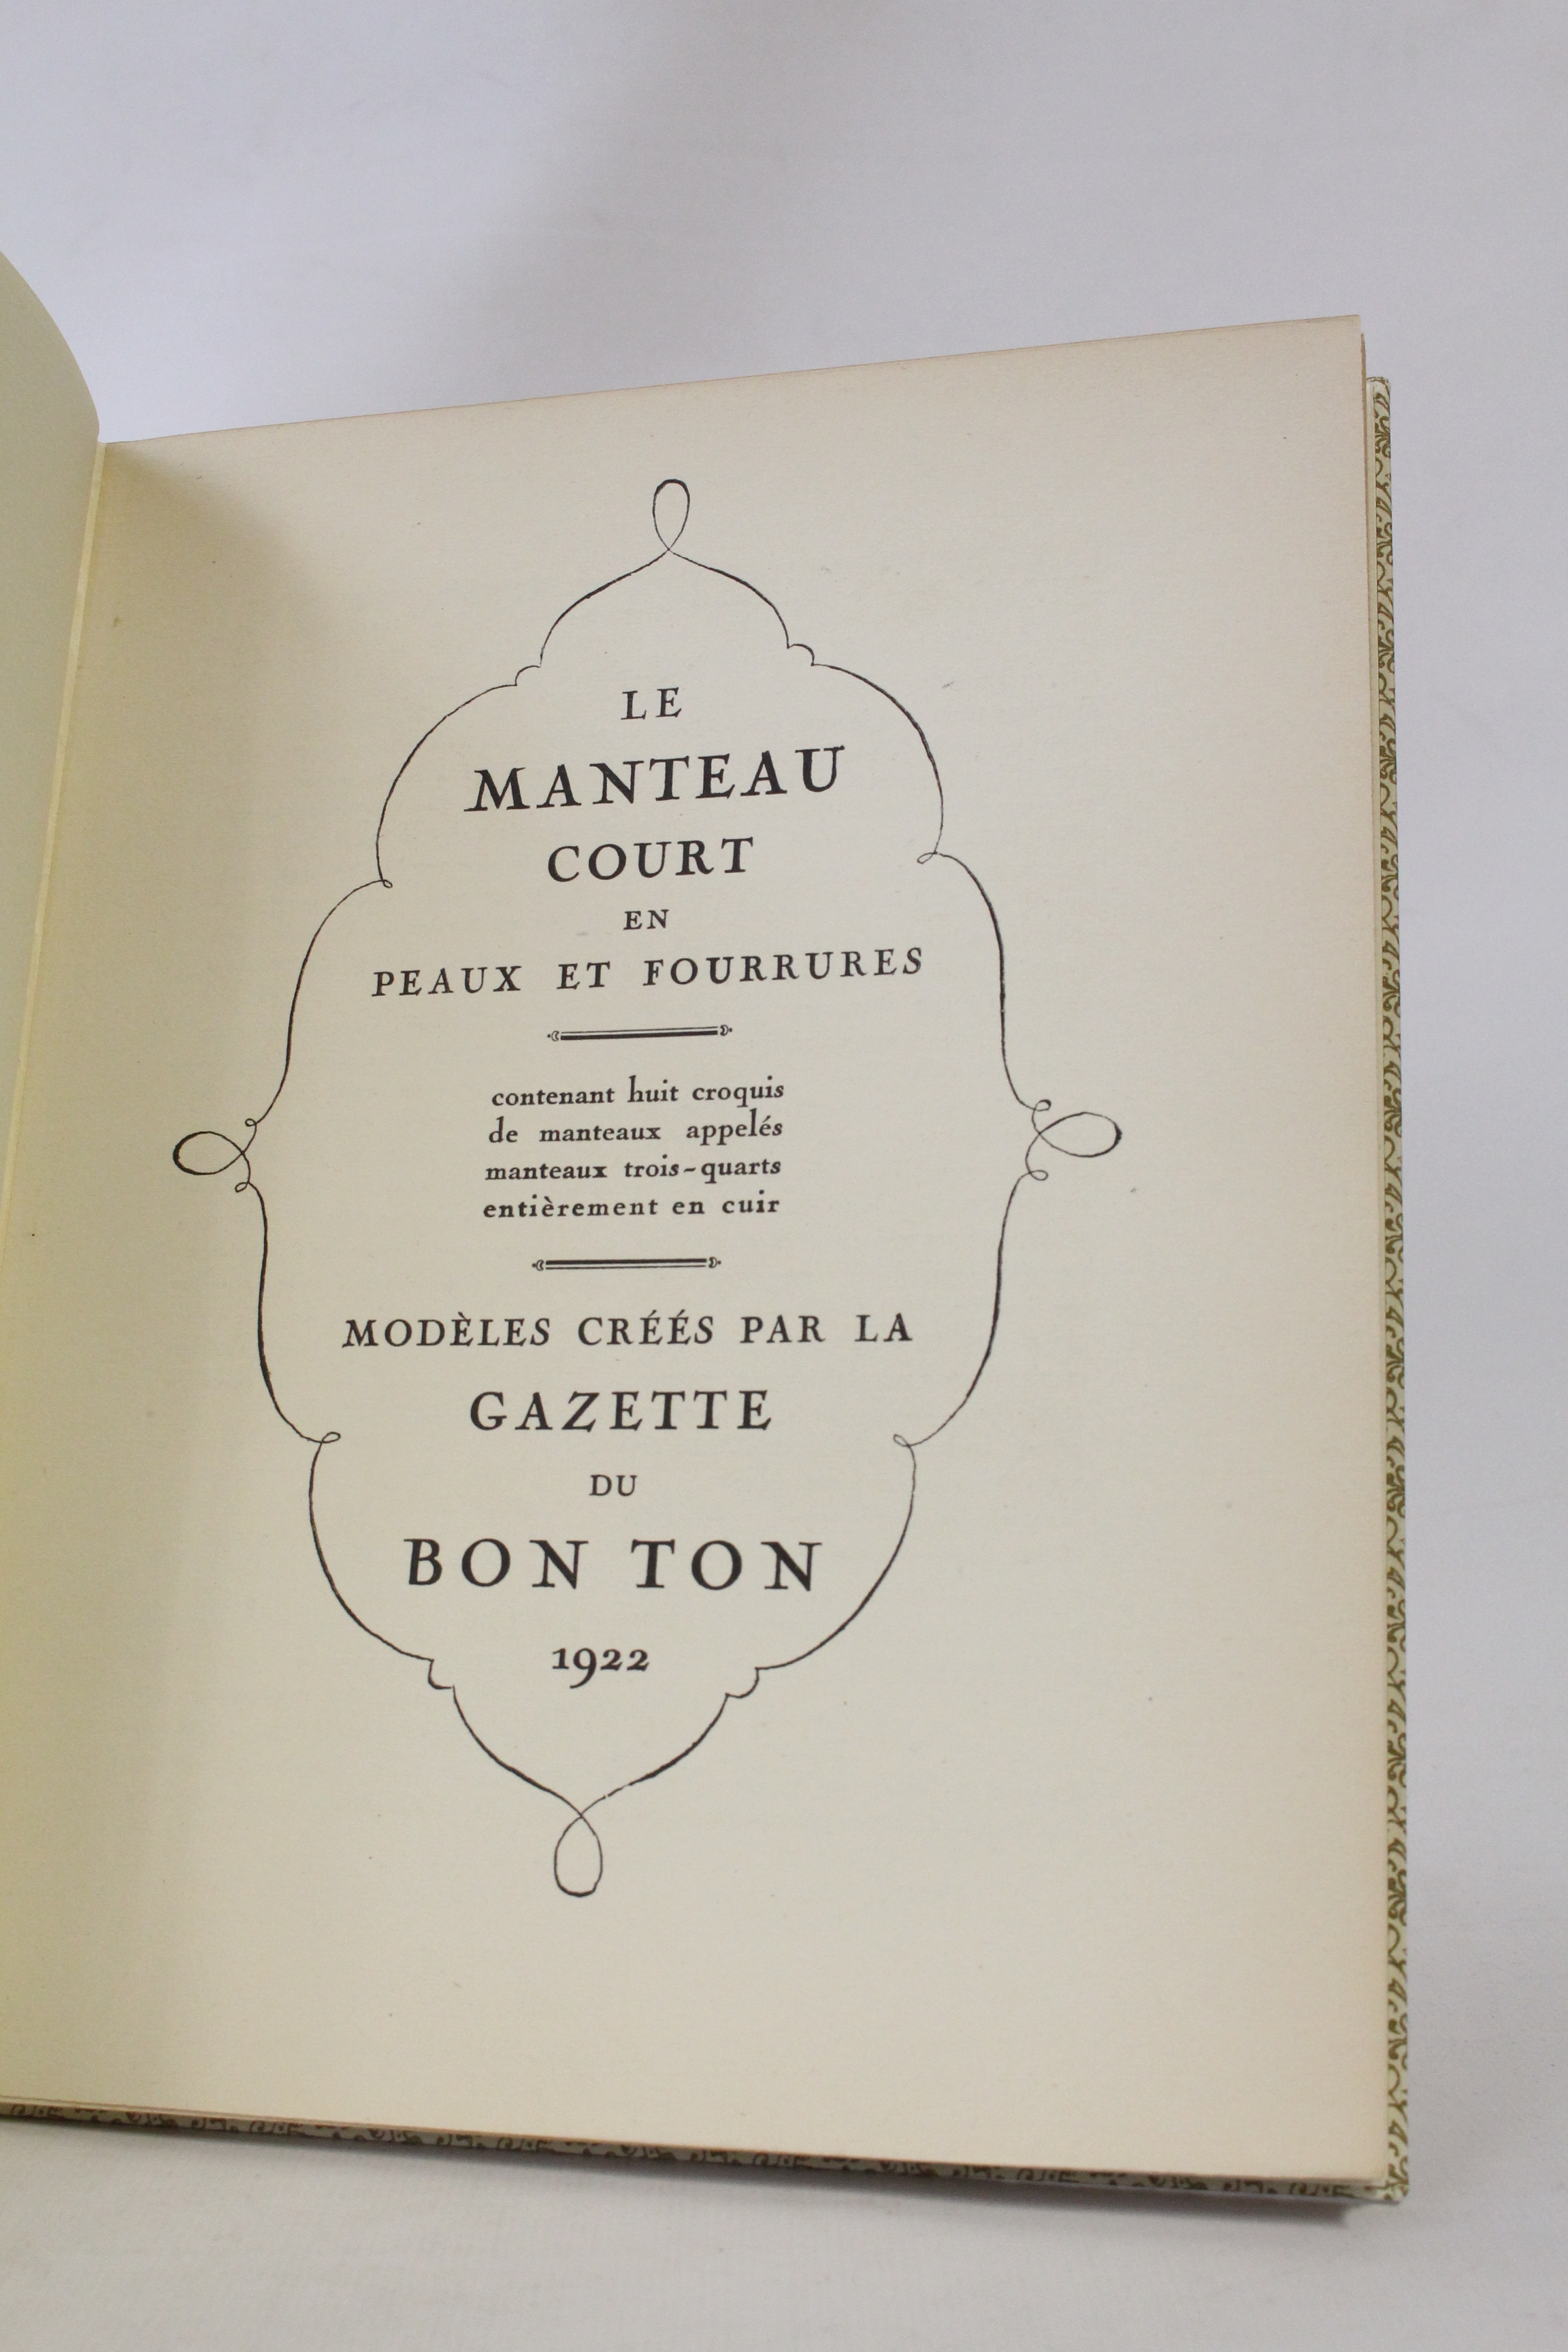 LE
MANTEAU
COURT
EN
PEAUX ET FOURRURES
contenant huit croquis
de manteaux appelés
manteaux trois-quarts
entièrement en cuir
MODÈLES CRÉÉS PAR LA
GAZETTE
DU
BON TON
1922